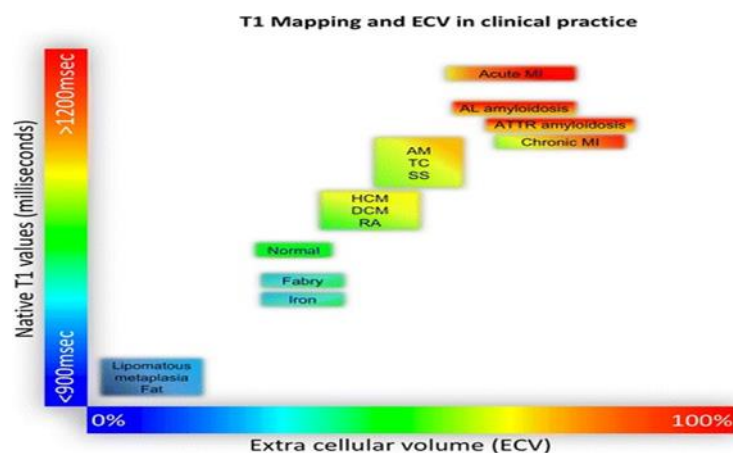 T1 Mapping and ECV in clinical practice
Native T1 values (milliseconds)
>1200msec
<900msec
Acute MI
AL amyloidosis
ATTR amyloidosis
Chronic MI
AM
TC
SS
HCM
DCM
RA
Normal
Fabry
Iron
Lipomatous
metaplasia
Fat
0%
100%
Extra cellular volume (ECV)